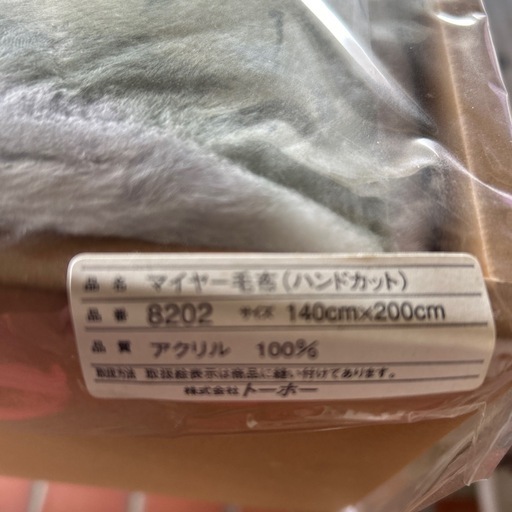 品名 マイヤー毛布(ハンドカット)
品番 8202 サイズ 140cm×200cm
品質 アクリル 100%
取扱方法 取扱絵表示は商品に縫い付けてあります。
株式会社トーホー